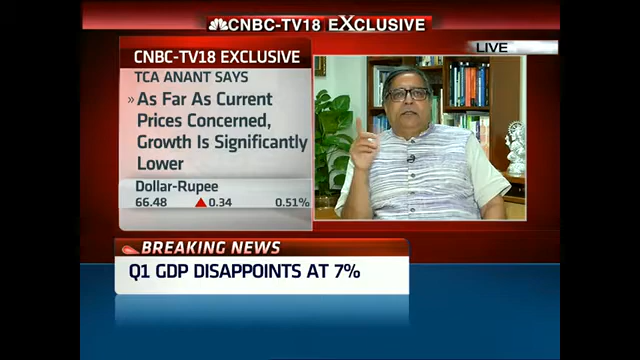 CNBC-TV18 EXCLUSIVE
LIVE
CNBC-TV18 EXCLUSIVE
TCA ANANT SAYS
» As Far As Current
Prices Concerned,
Growth Is Significantly
Lower
Dollar-Rupee
66.48 ▲ 0.34 0.51%
BREAKING NEWS
Q1 GDP DISAPPOINTS AT 7%